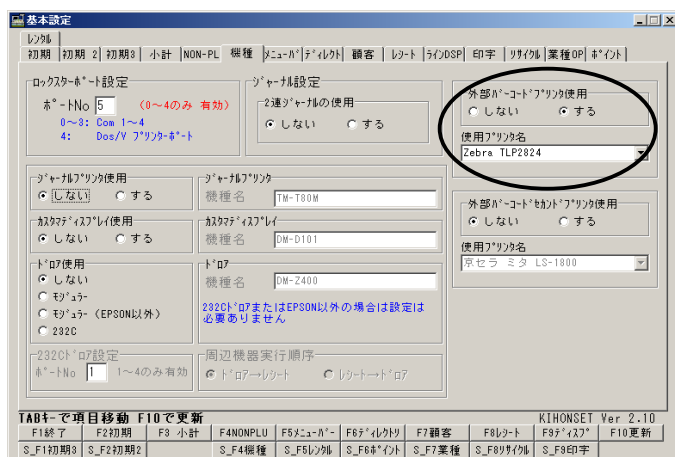 基本設定
レンタル
初期 初期 2 初期3 小計 NON-PL 機種 ﾒﾆｭｰﾊﾞ ﾃﾞｨﾚｸﾄ 顧客 ﾚｼｰﾄ ﾗｲﾝDSP 印字 ﾘｻｲｸﾙ 業種OP ﾎﾟｲﾝﾄ
ロックスターポート設定
ポートNo 5 (0～4のみ 有効)
0～3: Com 1～4
4: Dos/V ﾌﾟﾘﾝﾀ-ﾎﾟｰﾄ
ジャーナル設定
2連ジャーナルの使用
しない する
外部ﾊﾞｰｺｰﾄﾞﾌﾟﾘﾝﾀ使用
しない する
使用ﾌﾟﾘﾝﾀ名
Zebra TLP2824
ｼﾞｬｰﾅﾙﾌﾟﾘﾝﾀ使用
しない する
ｼﾞｬｰﾅﾙﾌﾟﾘﾝﾀ
機種名 TM-T80M
ｶｽﾀﾏﾃﾞｨｽﾌﾟﾚｲ使用
しない する
ｶｽﾀﾏﾃﾞｨｽﾌﾟﾚｲ
機種名 DM-D101
外部ﾊﾞｰｺｰﾄﾞｾｶﾝﾄﾞﾌﾟﾘﾝﾀ使用
しない する
使用ﾌﾟﾘﾝﾀ名
京セラ ミタ LS-1800
ﾄﾞﾛｱ使用
しない
ﾓｼﾞｭﾗｰ
ﾓｼﾞｭﾗｰ (EPSON以外)
232C
ﾄﾞﾛｱ
機種名 DM-Z400
232Cﾄﾞﾛｱまたは EPSON以外の場合は設定は
必要ありません
232Cﾄﾞﾛｱ設定
ﾎﾟｰﾄNo 1 1～4のみ有効
周辺機器実行順序
ﾄﾞﾛｱ→ﾚｼｰﾄ ﾚｼｰﾄ→ﾄﾞﾛｱ
TABｷｰで項目移動 F10で更新 KIHONSET Ver 2.10
F1終了 F2初期 F3 小計 F4NONPLU F5ﾒﾆｭｰﾊﾞｰ F6ﾃﾞｨﾚｸﾄﾘ F7顧客 F8ﾚｼｰﾄ F9ﾃﾞｨｽﾌﾟ F10更新
S_F1初期3 S_F2初期2 S_F4機種 S_F5ﾚﾝﾀﾙ S_F6ﾎﾟｲﾝﾄ S_F7業種 S_F8ﾘｻｲｸﾙ S_F9印字